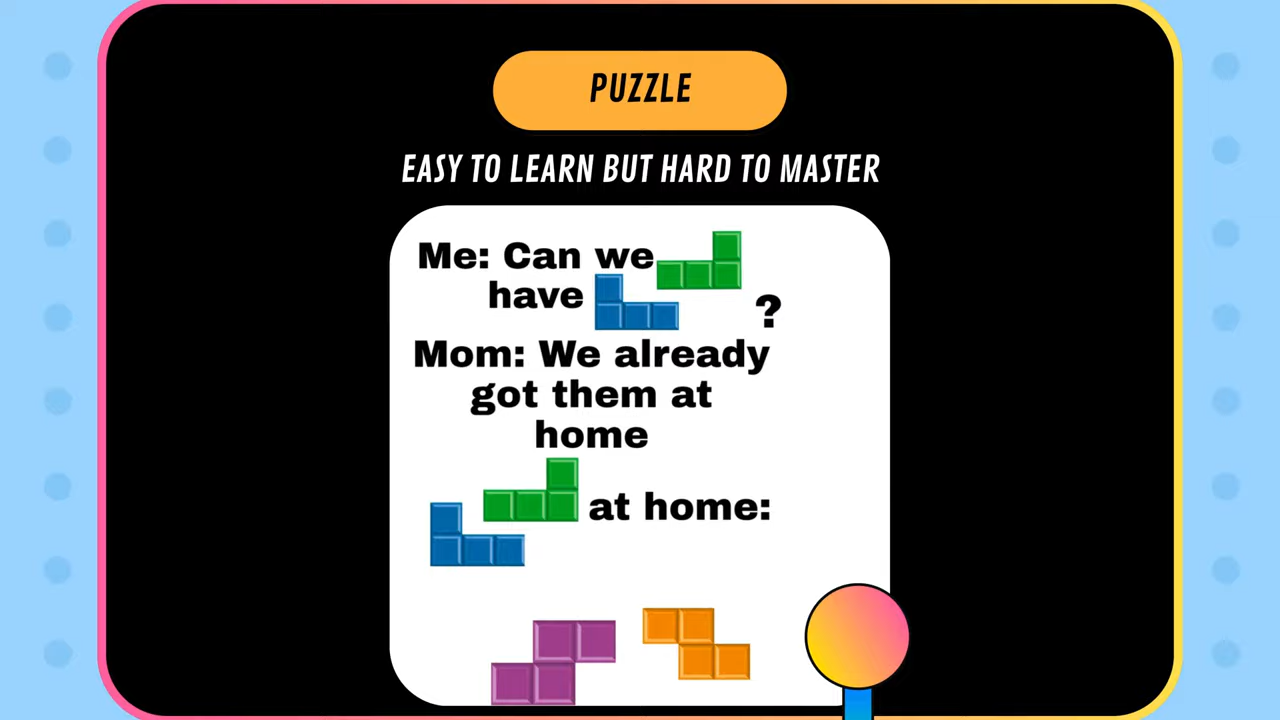 PUZZLE
EASY TO LEARN BUT HARD TO MASTER
Me: Can we
have ?
Mom: We already
got them at
home
at home: